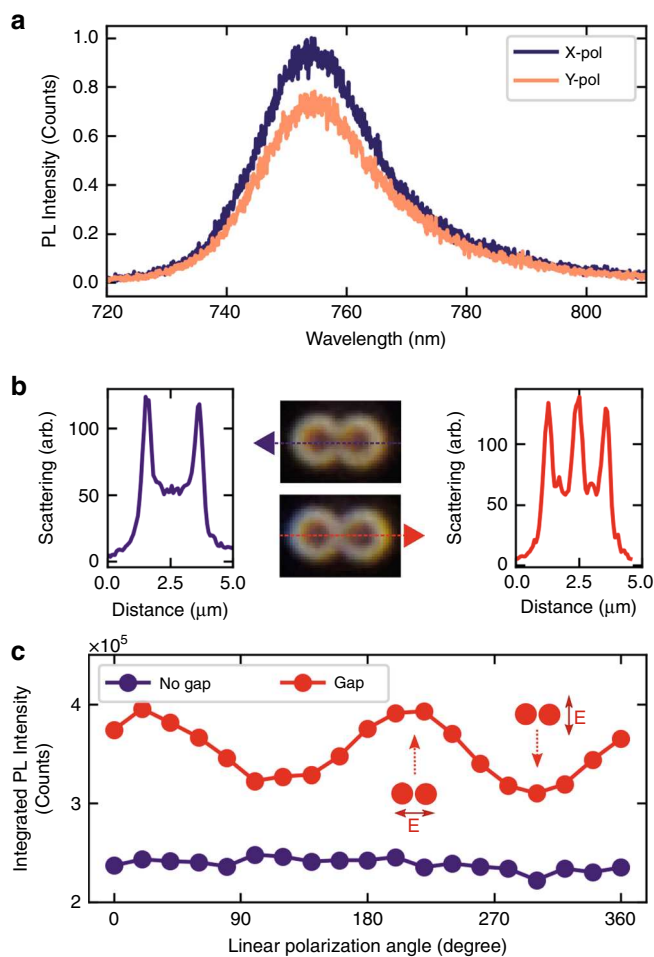 a
PL Intensity (Counts)
1.0
0.8
0.6
0.4
0.2
0.0
X-pol
Y-pol
720
740
760
780
800
Wavelength (nm)
b
Scattering (arb.)
100
50
0
0.0
2.5
5.0
Distance (μm)
Scattering (arb.)
100
50
0
0.0
2.5
5.0
Distance (μm)
c
×10⁵
Integrated PL Intensity
(Counts)
4
3
2
No gap
Gap
E
E
0
90
180
270
360
Linear polarization angle (degree)